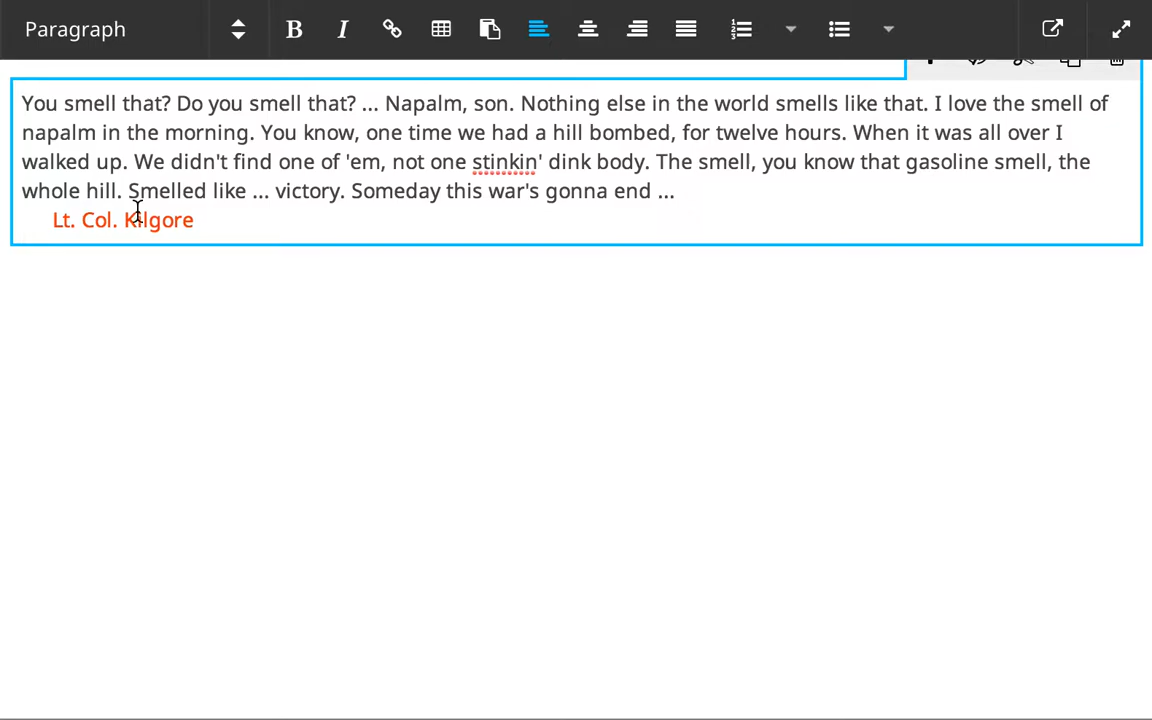 Paragraph
B
I
You smell that? Do you smell that? ... Napalm, son. Nothing else in the world smells like that. I love the smell of
napalm in the morning. You know, one time we had a hill bombed, for twelve hours. When it was all over I
walked up. We didn't find one of 'em, not one stinkin' dink body. The smell, you know that gasoline smell, the
whole hill. Smelled like ... victory. Someday this war's gonna end ...
Lt. Col. Kilgore